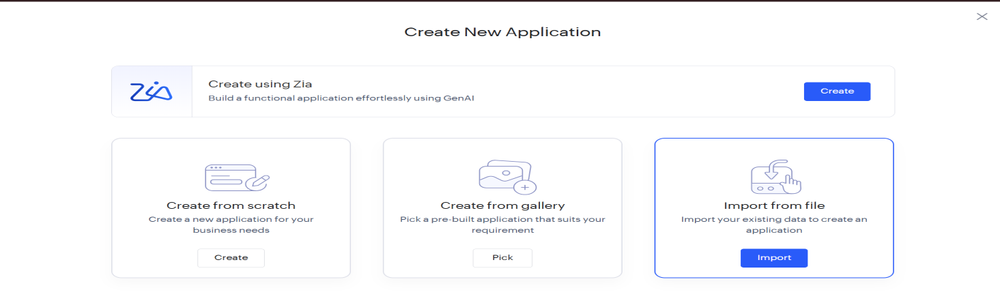 Create New Application
Zia
Create using Zia
Build a functional application effortlessly using GenAI
Create
Create from scratch
Create a new application for your
business needs
Create
Create from gallery
Pick a pre-built application that suits your
requirement
Pick
Import from file
Import your existing data to create an
application
Import